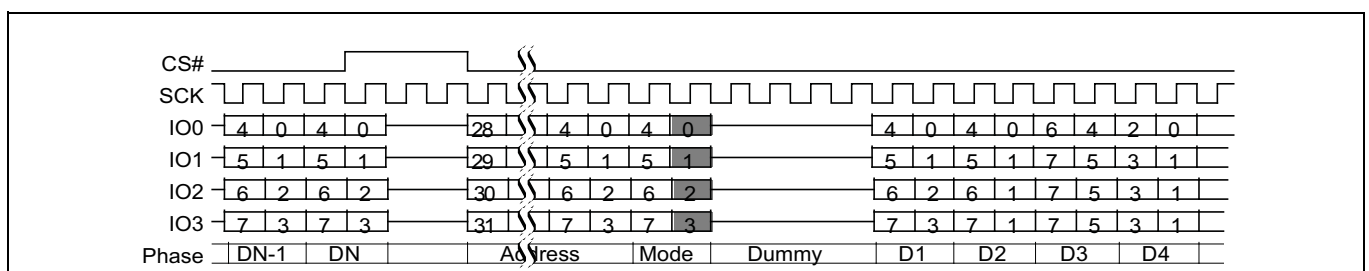 CS#
SCK
IO0 4 0 4 0 28 4 0 4 0 4 0 4 0 6 4 2 0
IO1 5 1 5 1 29 5 1 5 1 5 1 5 1 7 5 3 1
IO2 6 2 6 2 30 6 2 6 2 6 2 6 1 7 5 3 1
IO3 7 3 7 3 31 7 3 7 3 7 3 7 1 7 5 3 1
Phase DN-1 DN Address Mode Dummy D1 D2 D3 D4